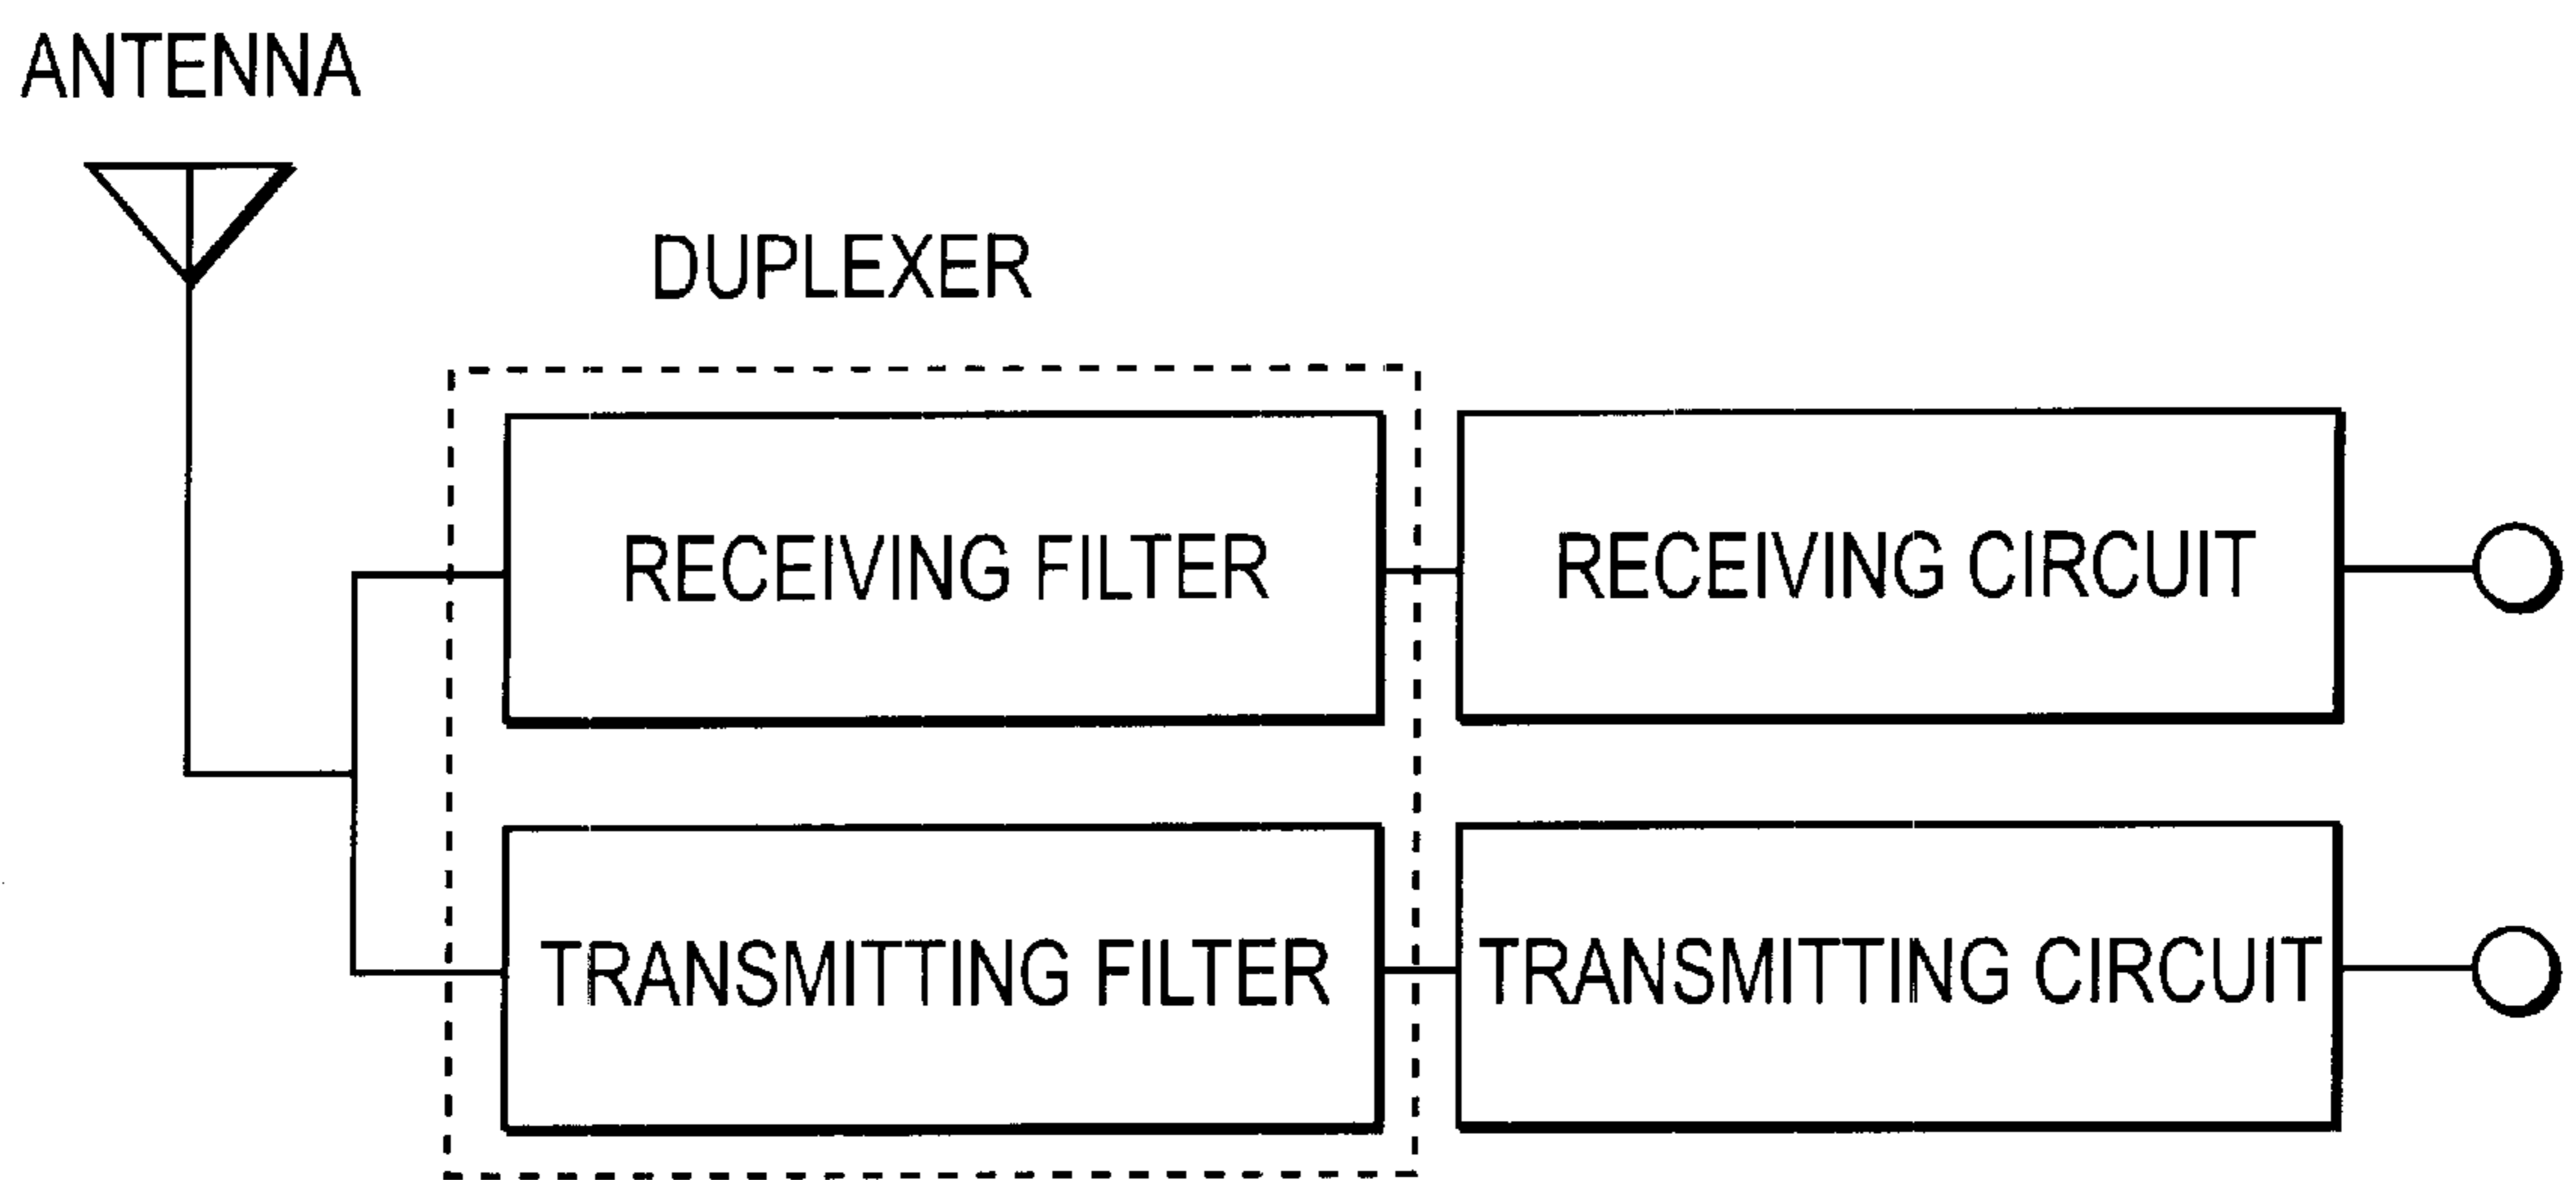 ANTENNA
DUPLEXER
RECEIVING FILTER
RECEIVING CIRCUIT
TRANSMITTING FILTER
TRANSMITTING CIRCUIT